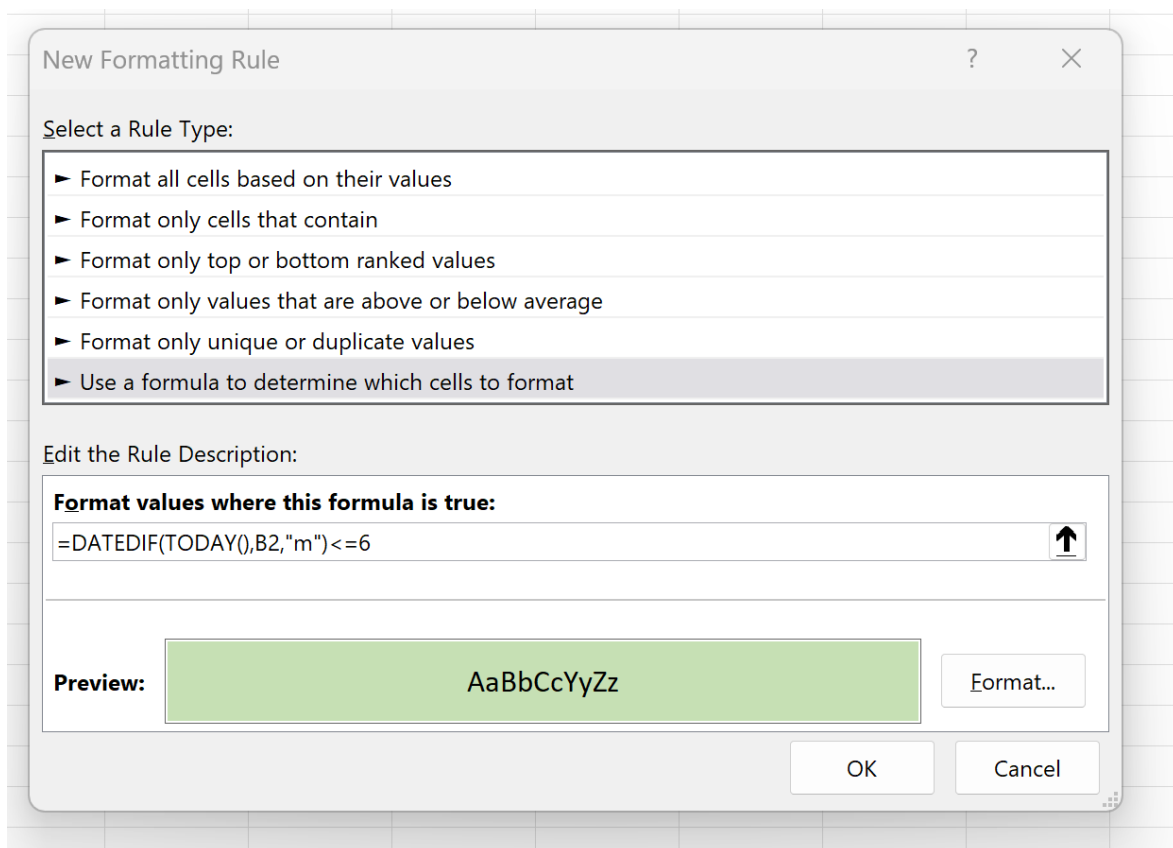 New Formatting Rule ?
Select a Rule Type:
► Format all cells based on their values
► Format only cells that contain
► Format only top or bottom ranked values
► Format only values that are above or below average
► Format only unique or duplicate values
► Use a formula to determine which cells to format
Edit the Rule Description:
Format values where this formula is true:
=DATEDIF(TODAY(),B2,"m")<=6
Preview: AaBbCcYyZz Format...
OK Cancel